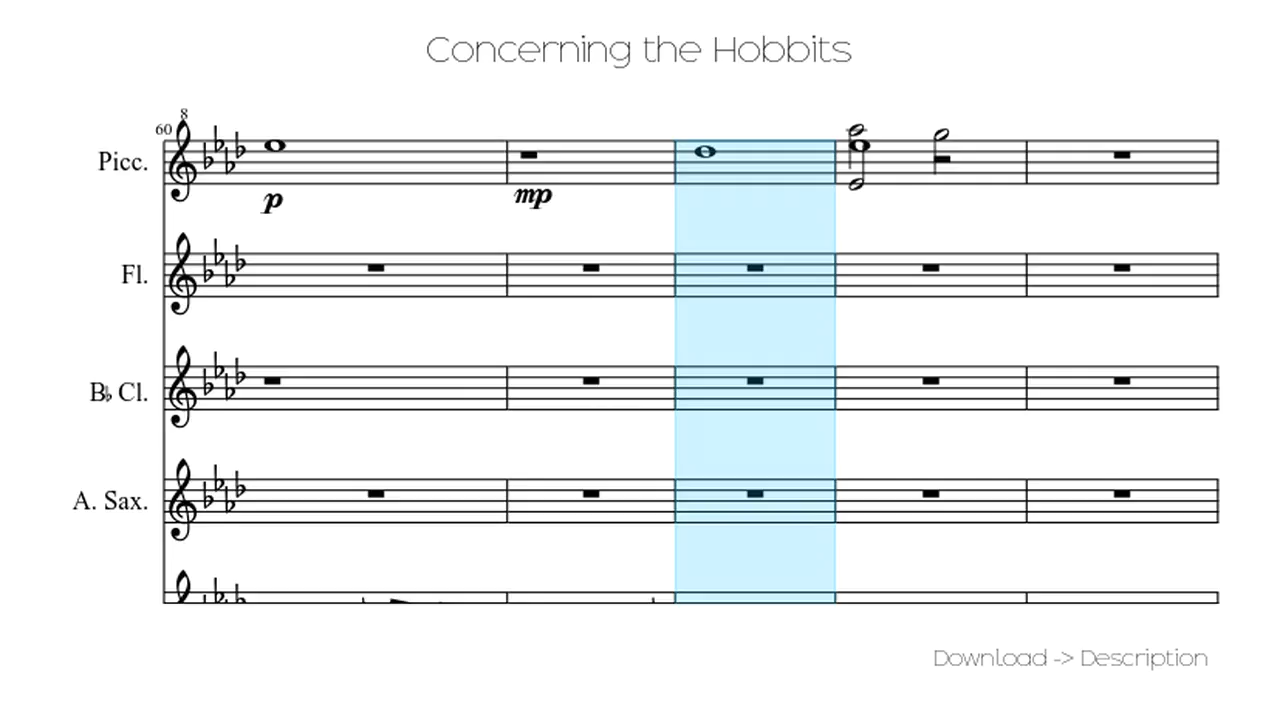 Concerning the Hobbits
8
60
Picc.
p
mp
Fl.
B♭ Cl.
A. Sax.
Download -> Description